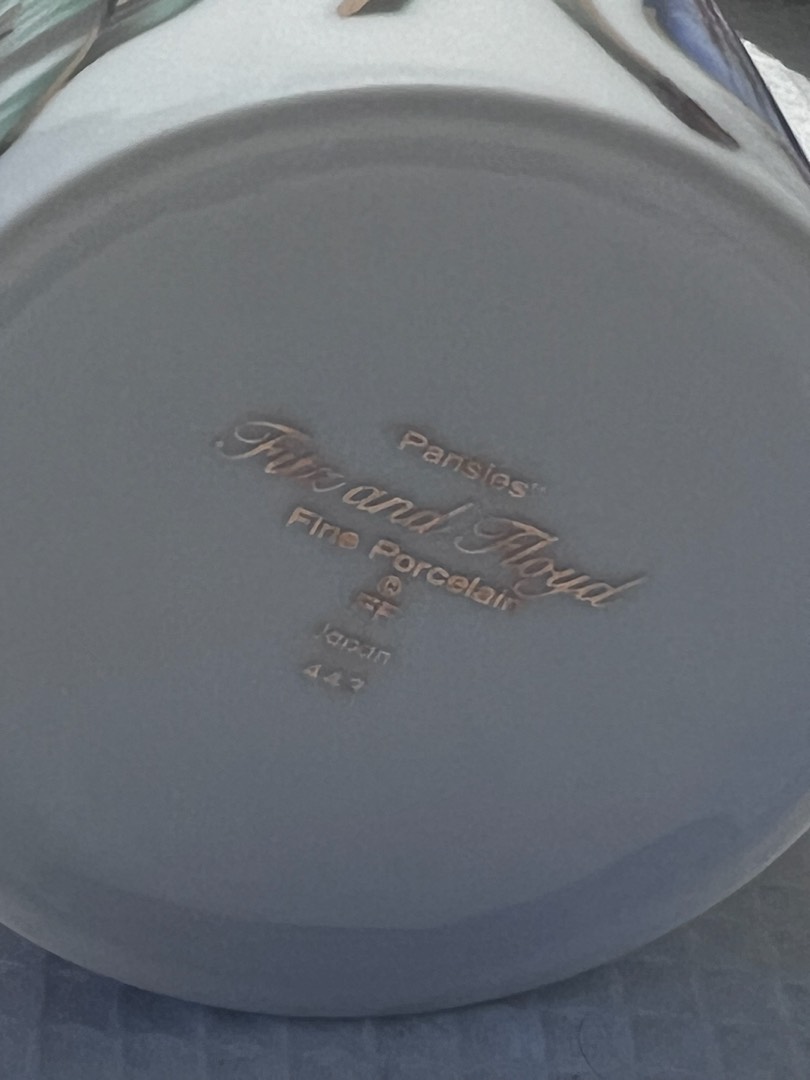 Pansies™
Fitz and Floyd
Fine Porcelain
®
FF
Japan
443